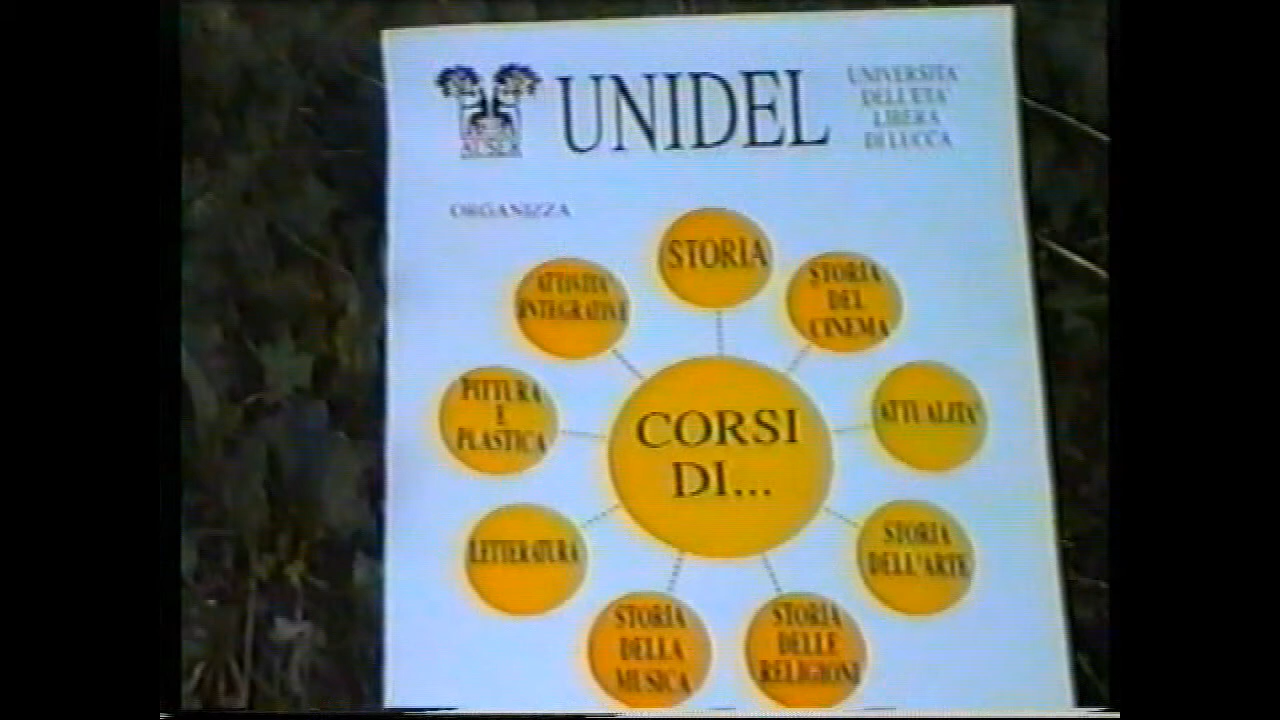 AUSER
UNIDEL
UNIVERSITA'
DELL'ETA'
LIBERA
DI LUCCA
ORGANIZZA
STORIA
STORIA
DEL
CINEMA
ATTUALITA'
STORIA
DELL'ARTE
STORIA
DELLE
RELIGIONI
STORIA
DELLA
MUSICA
LETTERATURA
PITTURA
E
PLASTICA
ATTIVITA'
INTEGRATIVE
CORSI
DI...